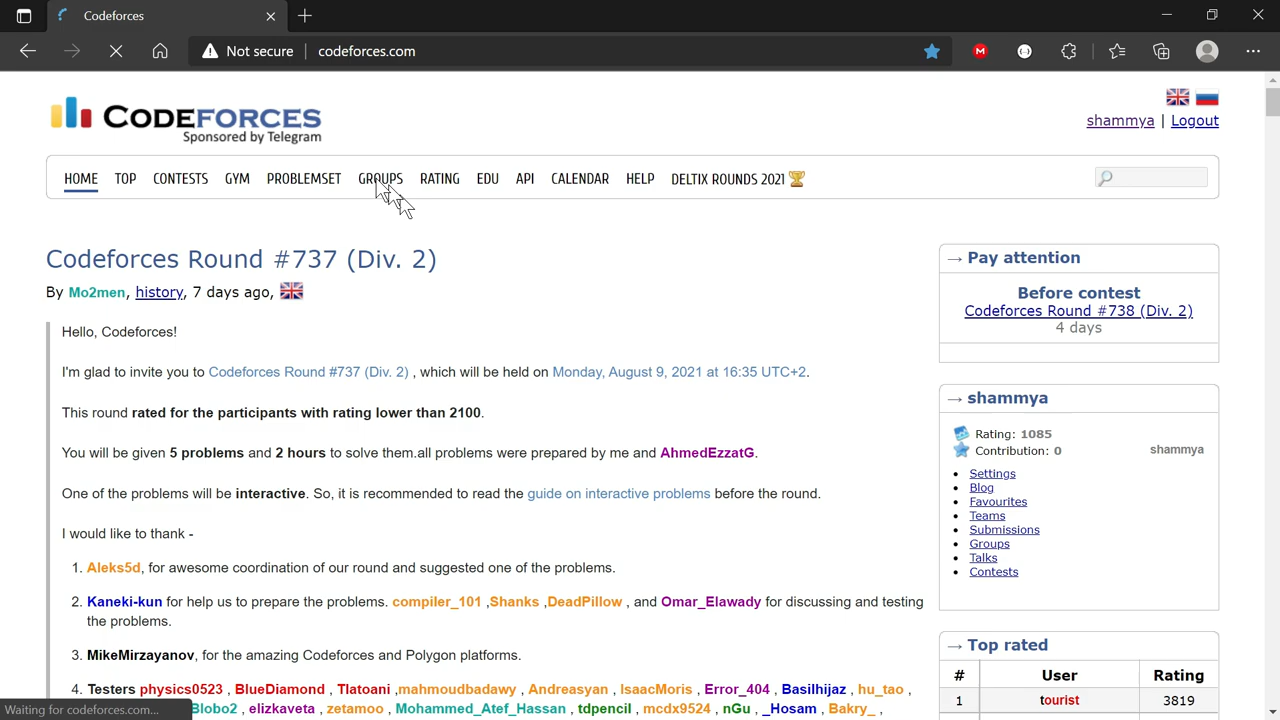 Codeforces
Not secure
codeforces.com
CODEFORCES
Sponsored by Telegram
shammya | Logout
HOME TOP CONTESTS GYM PROBLEMSET GROUPS RATING EDU API CALENDAR HELP DELTIX ROUNDS 2021
Codeforces Round #737 (Div. 2)
By Mo2men, history, 7 days ago,
Hello, Codeforces!
I'm glad to invite you to Codeforces Round #737 (Div. 2) , which will be held on Monday, August 9, 2021 at 16:35 UTC+2.
This round rated for the participants with rating lower than 2100.
You will be given 5 problems and 2 hours to solve them.all problems were prepared by me and AhmedEzzatG.
One of the problems will be interactive. So, it is recommended to read the guide on interactive problems before the round.
I would like to thank -
1. Aleks5d, for awesome coordination of our round and suggested one of the problems.
2. Kaneki-kun for help us to prepare the problems. compiler_101 ,Shanks ,DeadPillow , and Omar_Elawady for discussing and testing
the problems.
3. MikeMirzayanov, for the amazing Codeforces and Polygon platforms.
4. Testers physics0523 , BlueDiamond , Tlatoani ,mahmoudbadawy , Andreasyan , IsaacMoris , Error_404 , Basilhijaz , hu_tao ,
Blobo2 , elizkaveta , zetamoo , Mohammed_Atef_Hassan , tdpencil , mcdx9524 , nGu , _Hosam , Bakry_ ,
→ Pay attention
Before contest
Codeforces Round #738 (Div. 2)
4 days
→ shammya
Rating: 1085
Contribution: 0
shammya
Settings
Blog
Favourites
Teams
Submissions
Groups
Talks
Contests
→ Top rated
# User Rating
1 tourist 3819
Waiting for codeforces.com...